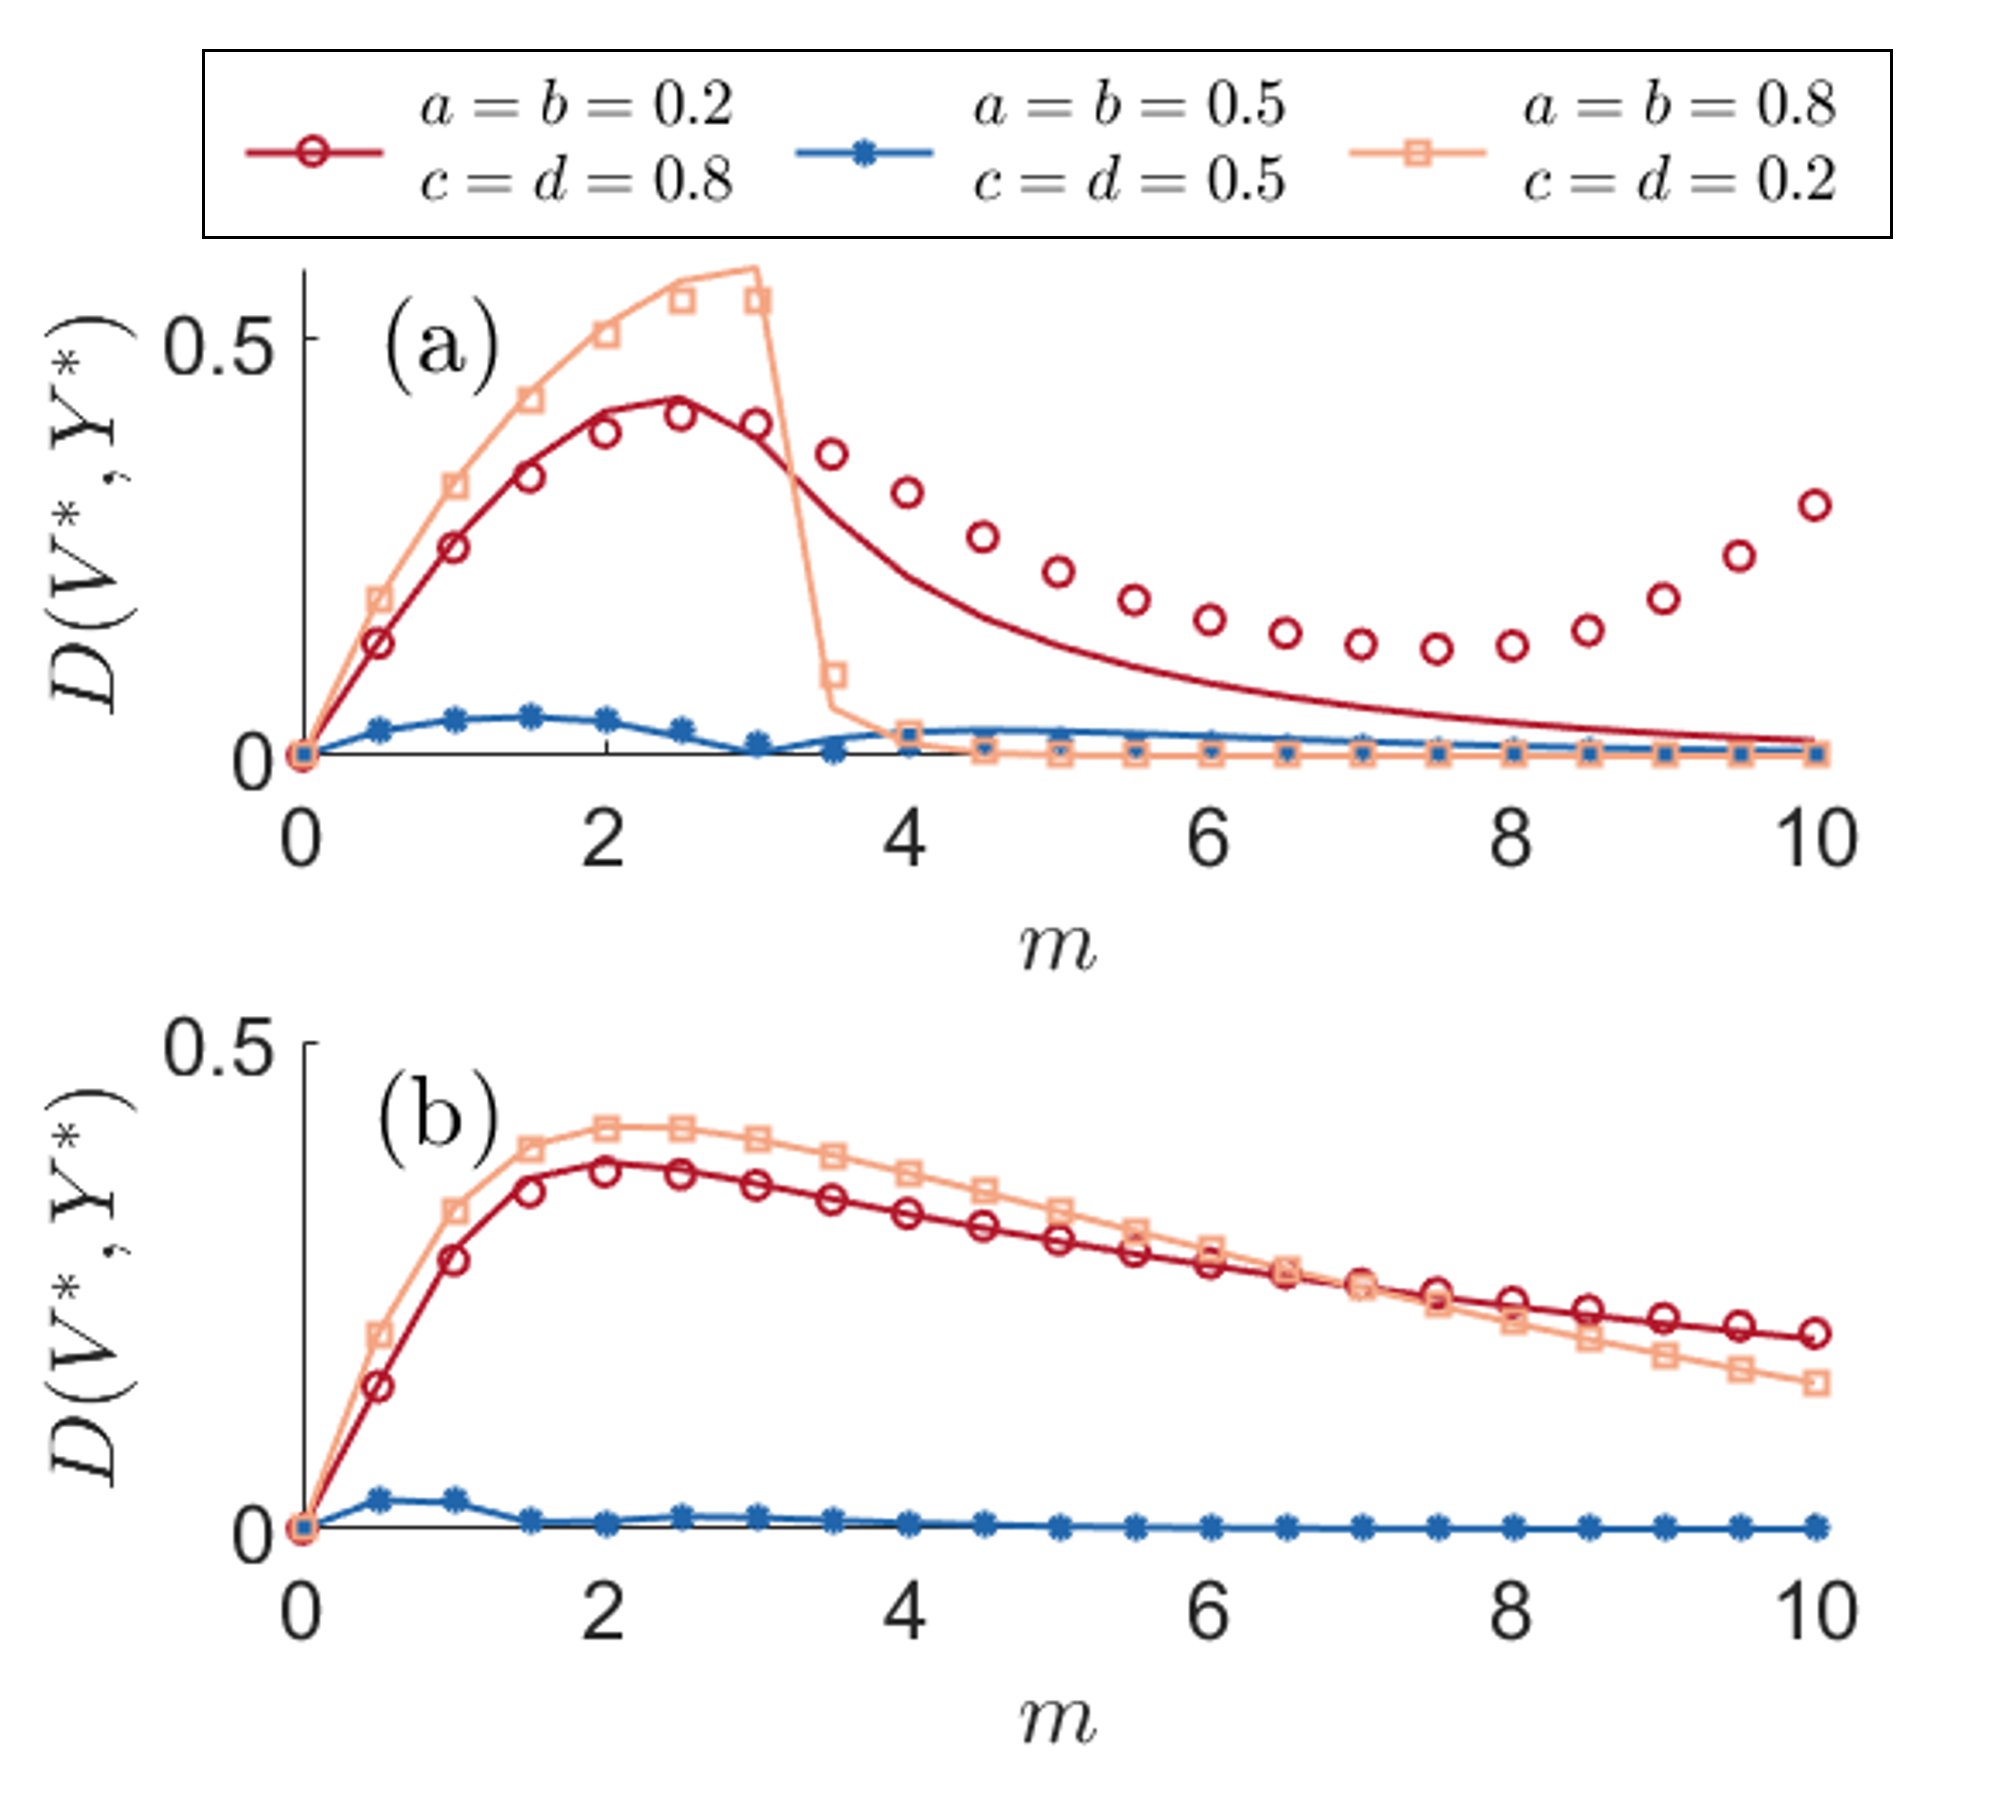 a = b = 0.2 a = b = 0.5 a = b = 0.8
c = d = 0.8 c = d = 0.5 c = d = 0.2
(a)
D(V*, Y*)
0.5
0
0 2 4 6 8 10
m
(b)
D(V*, Y*)
0.5
0
0 2 4 6 8 10
m